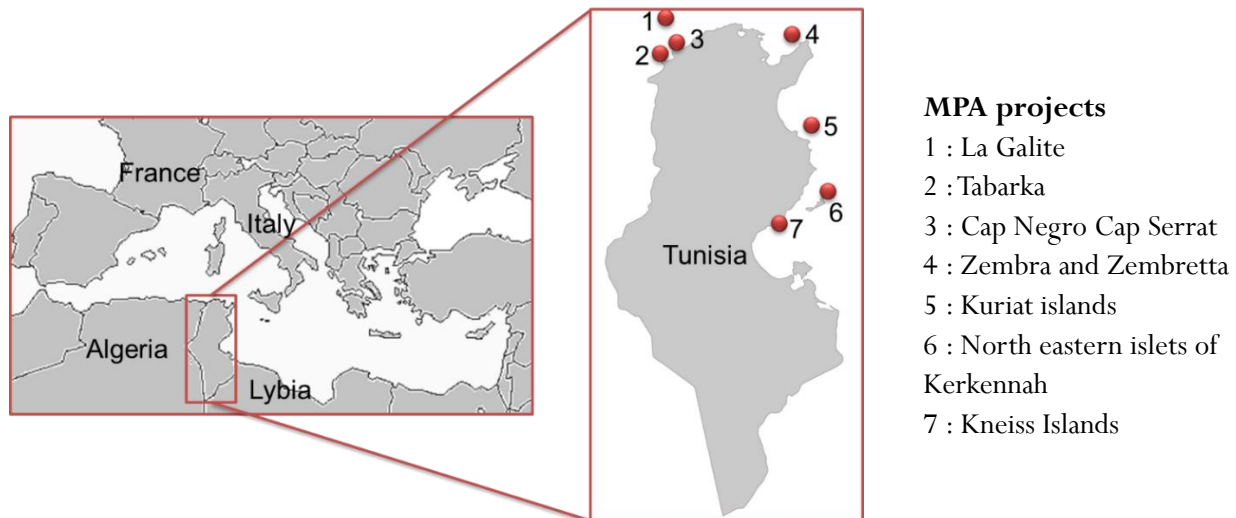 France
Italy
Algeria
Lybia
1
2
3
4
5
6
7
Tunisia
MPA projects
1 : La Galite
2 : Tabarka
3 : Cap Negro Cap Serrat
4 : Zembra and Zembretta
5 : Kuriat islands
6 : North eastern islets of
Kerkennah
7 : Kneiss Islands